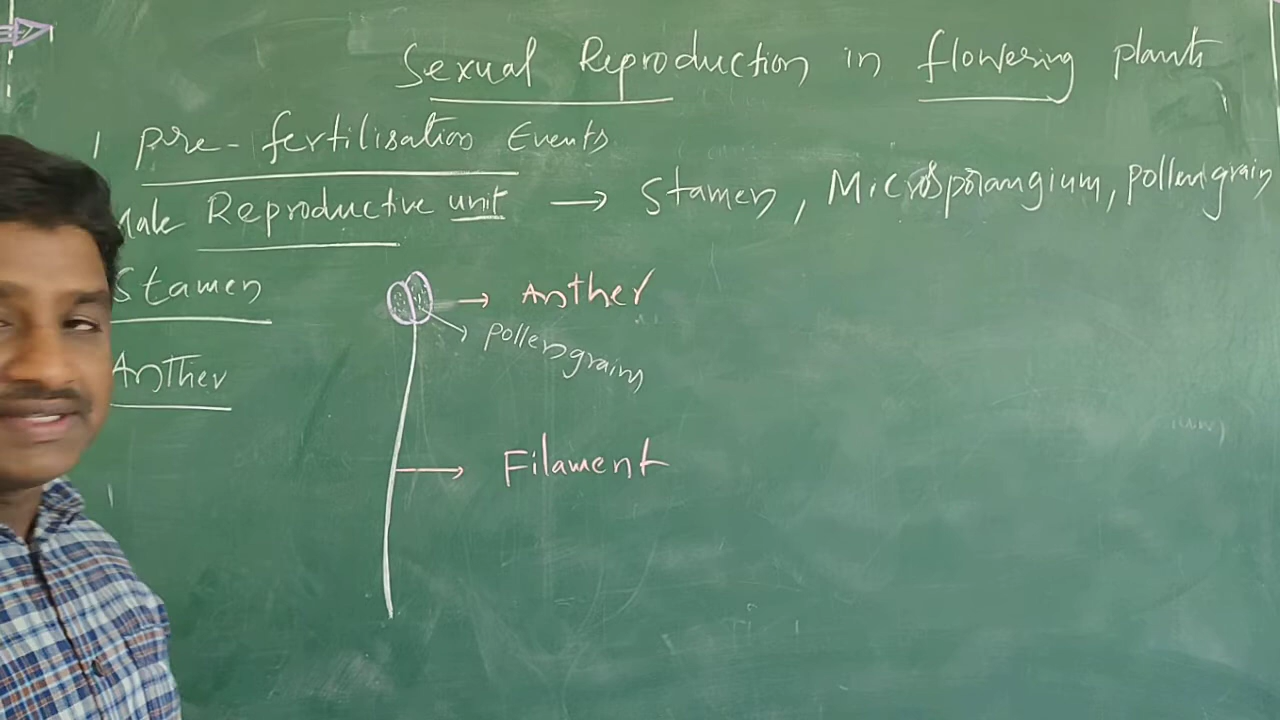 Sexual Reproduction in flowering plants
1 pre-fertilisation Events
Male Reproductive unit → Stamen, Microsporangium, pollengrain
Stamen
Anther
pollengrains
Anther
Filament